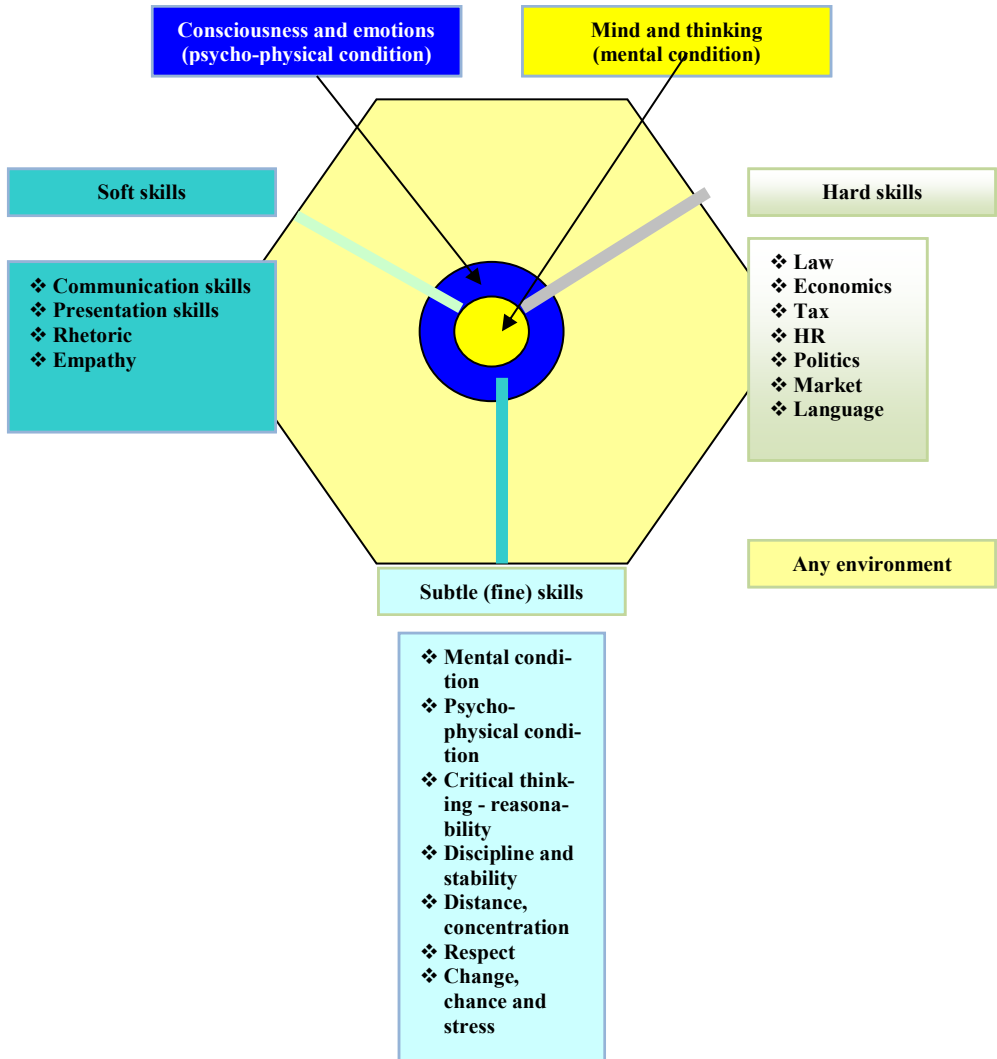 Consciousness and emotions
(psycho-physical condition)
Mind and thinking
(mental condition)
Soft skills
❖ Communication skills
❖ Presentation skills
❖ Rhetoric
❖ Empathy
Hard skills
❖ Law
❖ Economics
❖ Tax
❖ HR
❖ Politics
❖ Market
❖ Language
Any environment
Subtle (fine) skills
❖ Mental condi-
tion
❖ Psycho-
physical condi-
tion
❖ Critical think-
ing - reasona-
bility
❖ Discipline and
stability
❖ Distance,
concentration
❖ Respect
❖ Change,
chance and
stress